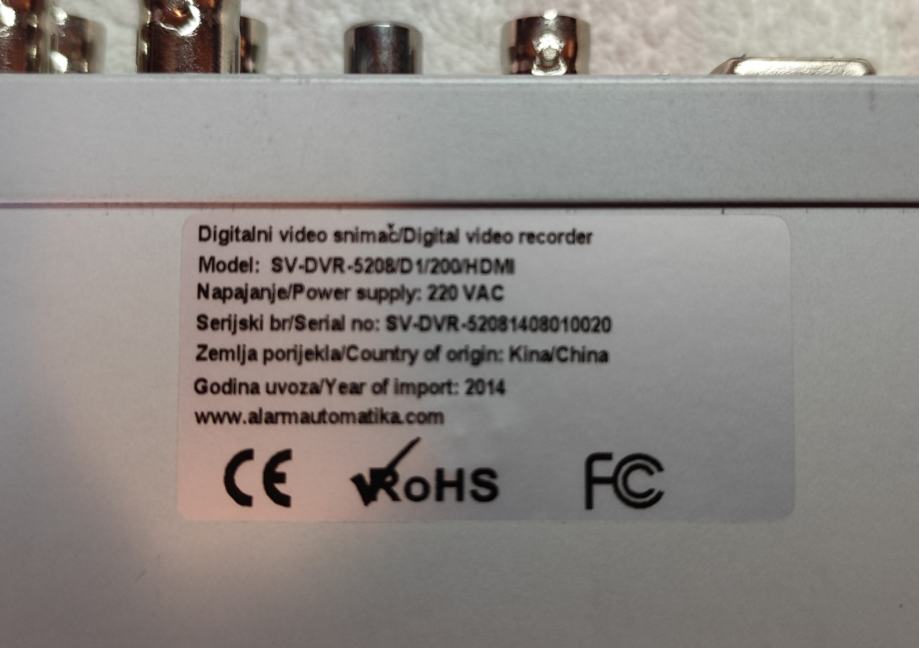 Digitalni video snimač/Digital video recorder
Model: SV-DVR-5208/D1/200/HDMI
Napajanje/Power supply: 220 VAC
Serijski br/Serial no: SV-DVR-52081408010020
Zemlja porijekla/Country of origin: Kina/China
Godina uvoza/Year of import: 2014
www.alarmautomatika.com
CE RoHS FC